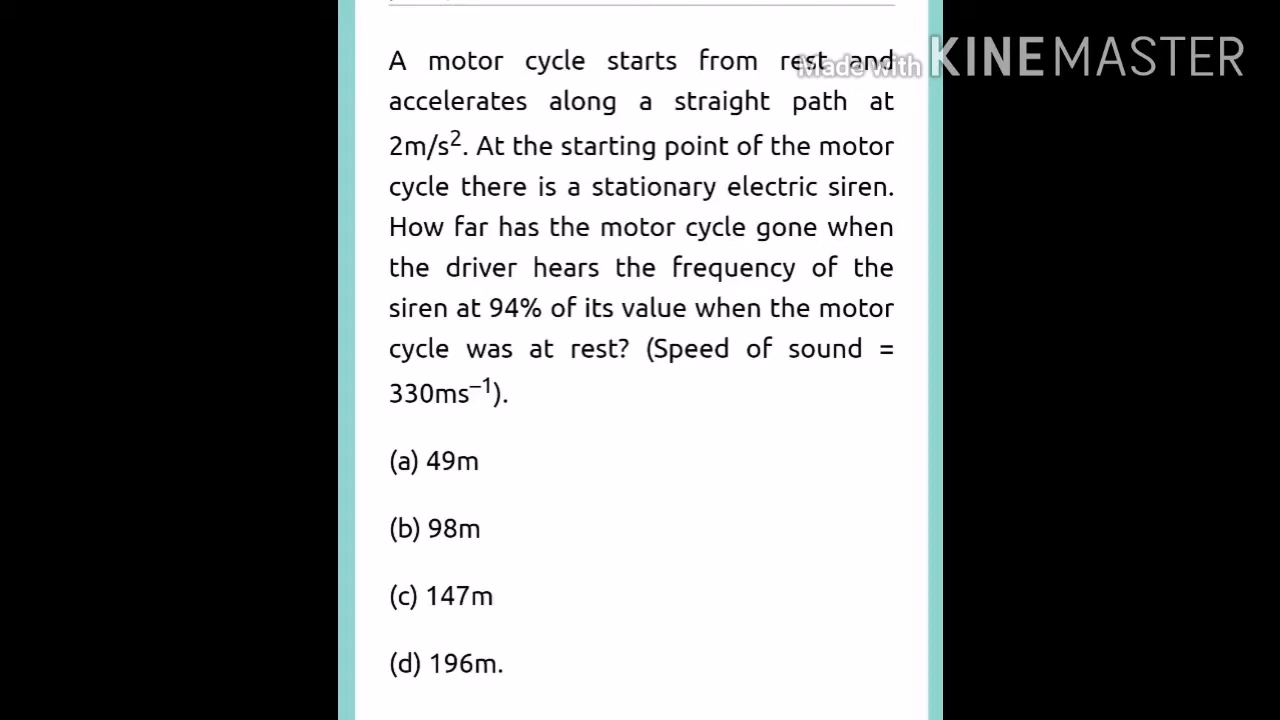 A motor cycle starts from rest and
accelerates along a straight path at
2m/s². At the starting point of the motor
cycle there is a stationary electric siren.
How far has the motor cycle gone when
the driver hears the frequency of the
siren at 94% of its value when the motor
cycle was at rest? (Speed of sound =
330ms⁻¹).
(a) 49m
(b) 98m
(c) 147m
(d) 196m.
Made with KINEMASTER